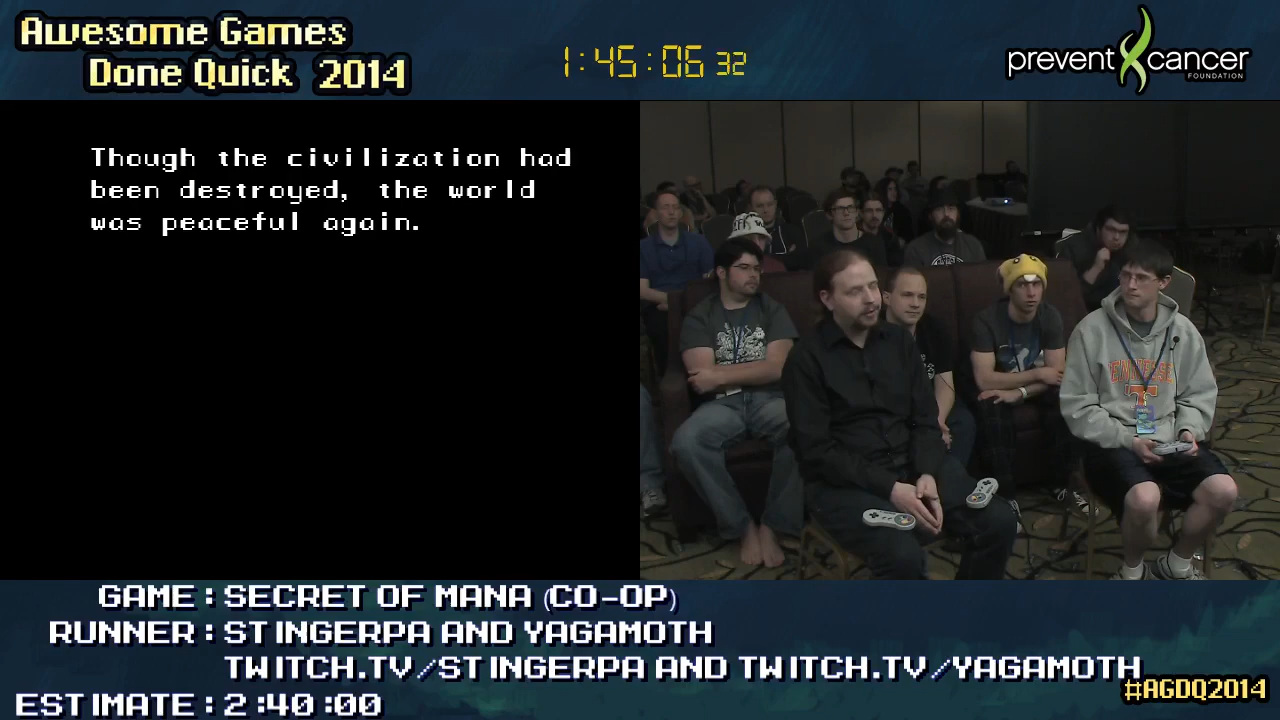 Awesome Games
Done Quick 2014
1:45:06 32
prevent cancer
FOUNDATION
Though the civilization had
been destroyed, the world
was peaceful again.
TENNESSEE
T
GAME : SECRET OF MANA (CO-OP)
RUNNER : STINGERPA AND YAGAMOTH
TWITCH.TV/STINGERPA AND TWITCH.TV/YAGAMOTH
ESTIMATE : 2:40:00
#AGDQ2014